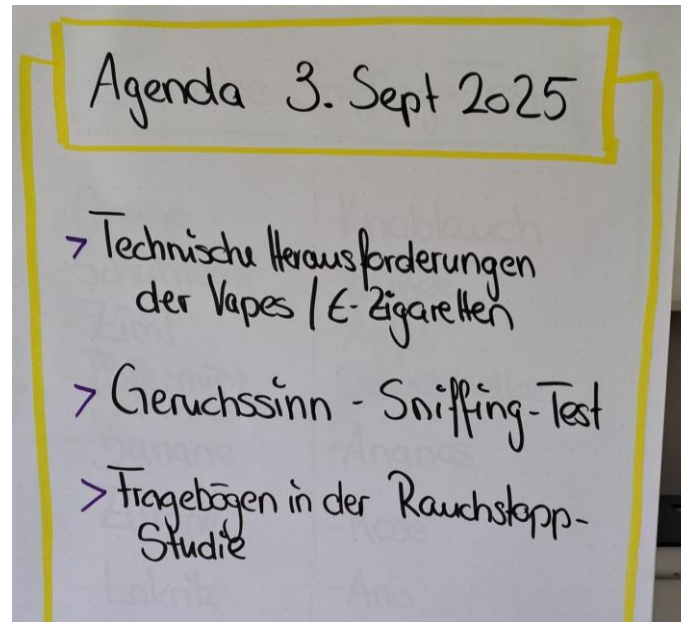 Agenda 3. Sept 2025
> Technische Herausforderungen
der Vapes / E-Zigaretten
> Geruchssinn - Sniffing-Test
> Fragebögen in der Rauchstopp-
Studie